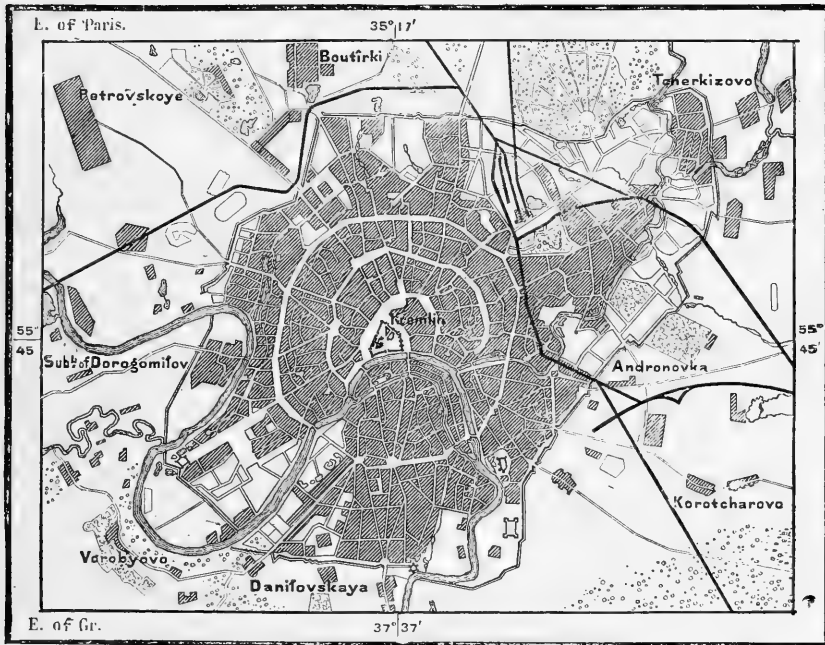 E. of Paris.
35° 17'
Boutîrki
Tcherkizovo
Petrovskoye
Kremlin
55°
45'
55°
45'
Subb. of Dorogomilov
Andronovka
Korotcharovo
Vorobyovo
Danilovskaya
E. of Gr.
37° 37'